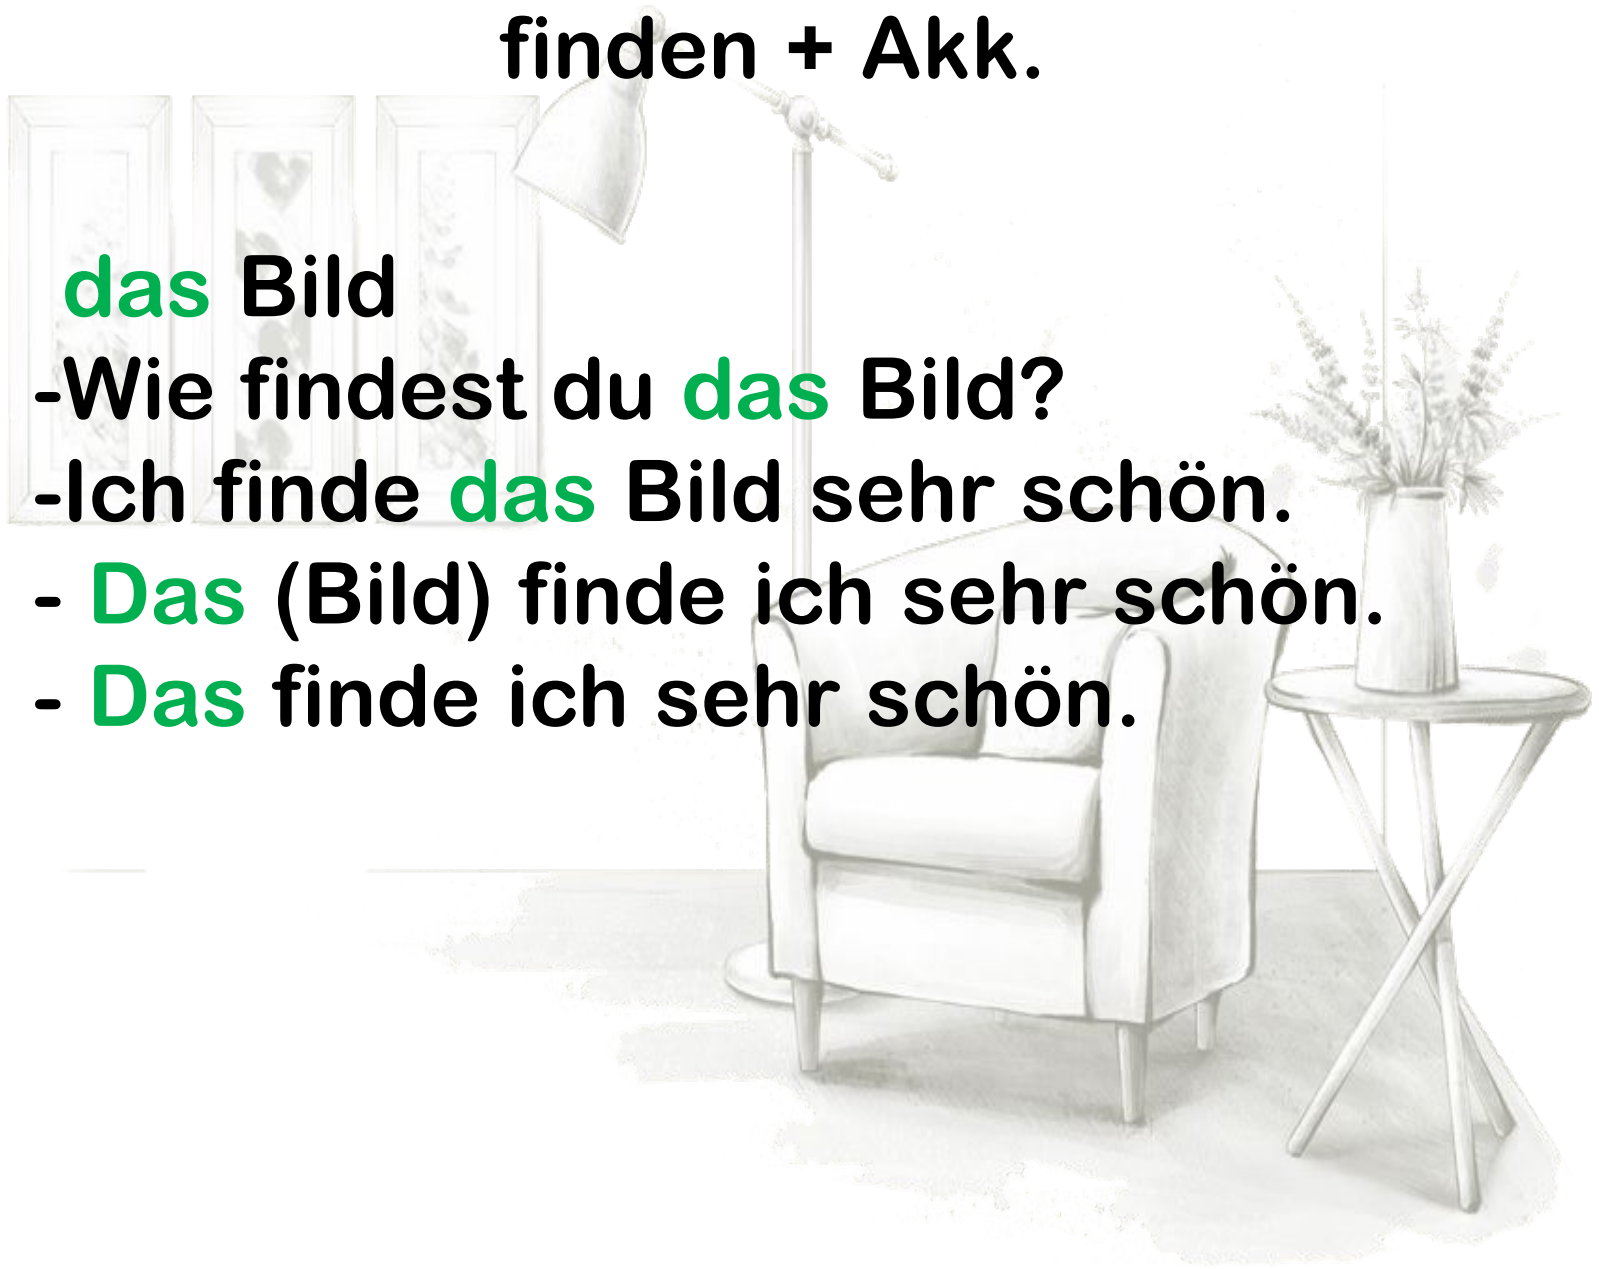 finden + Akk.
das Bild
-Wie findest du das Bild?
-Ich finde das Bild sehr schön.
- Das (Bild) finde ich sehr schön.
- Das finde ich sehr schön.